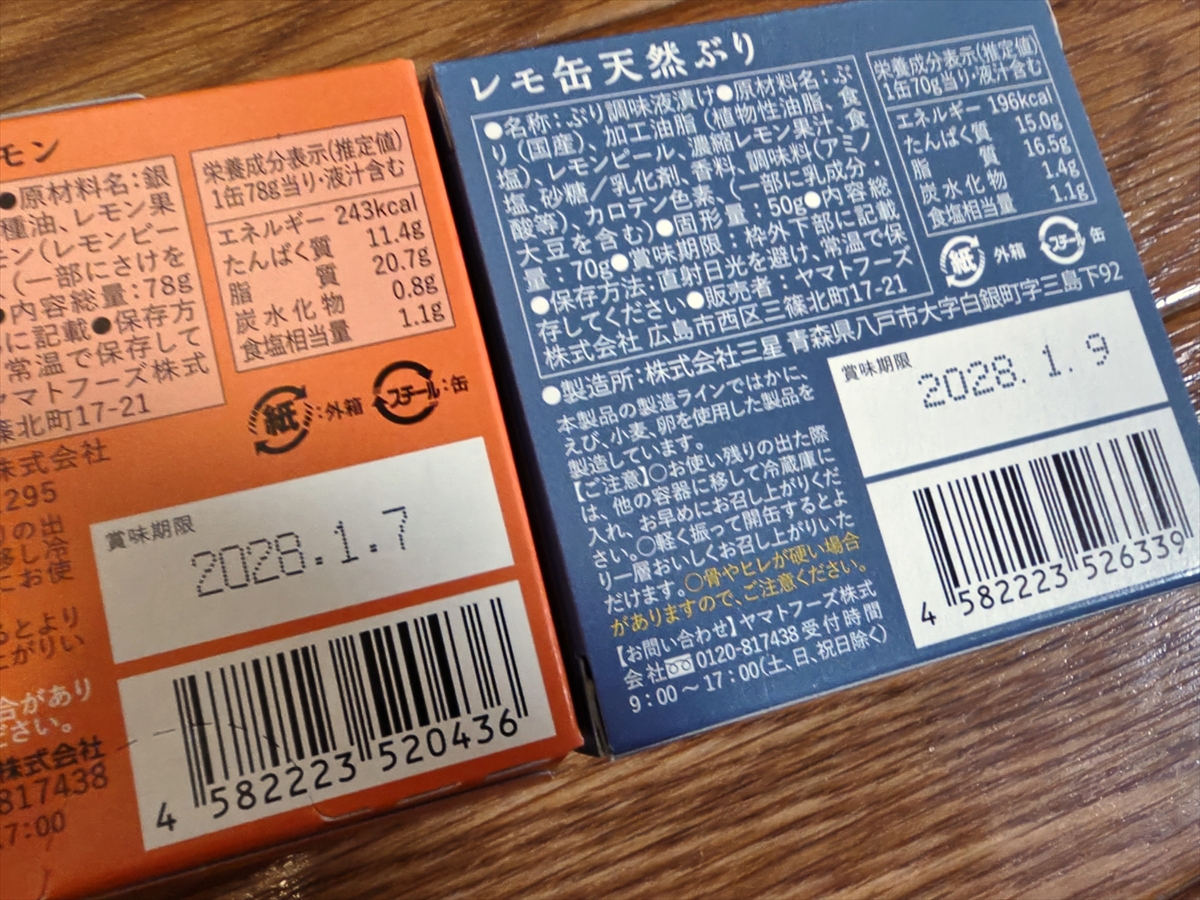 モン
●原材料名:銀
種油、レモン果
モン(レモンピー
、(一部にさけを
●内容総量:78g
に記載●保存方
常温で保存して
ヤマトフーズ株式
篠北町17-21
株式会社
1295
りの出
移し冷
にお使
るとより
上がりい
合があり
ださい。
株式会社
817438
17:00
栄養成分表示(推定値)
1缶78g当り・液汁含む
エネルギー 243kcal
たんぱく質 11.4g
脂質 20.7g
炭水化物 0.8g
食塩相当量 1.1g
紙:外箱 スチール:缶
賞味期限
2028.1.7
4 582223 520436
レモ缶天然ぶり
●名称:ぶり調味液漬け●原材料名:ぶ
り(国産)、加工油脂(植物性油脂、食
塩)、レモンピール、濃縮レモン果汁、食
塩、砂糖/乳化剤、香料、調味料(アミノ
酸等)、カロテン色素、(一部に乳成分・
大豆を含む)●固形量:50g●内容総
量:70g●賞味期限:枠外下部に記載
●保存方法:直射日光を避け、常温で保
存してください●販売者:ヤマトフーズ
株式会社 広島市西区三篠北町17-21
●製造所:株式会社三星 青森県八戸市大字白銀町字三島下92
栄養成分表示(推定値)
1缶70g当り・液汁含む
エネルギー 196kcal
たんぱく質 15.0g
脂質 16.5g
炭水化物 1.4g
食塩相当量 1.1g
紙 外箱 スチール 缶
本製品の製造ラインではかに、
えび、小麦、卵を使用した製品を
製造しています。
【ご注意】○お使い残りの出た際
は、他の容器に移して冷蔵庫に
入れ、お早めにお召し上がりくだ
さい。○軽く振って開缶するとよ
り一層おいしくお召し上がりいた
だけます。○骨やヒレが硬い場合
がありますので、ご注意ください。
【お問い合わせ】ヤマトフーズ株式
会社 0120-817438 受付時間
9:00～17:00(土、日、祝日除く)
賞味期限
2028.1.9
4 582223 526339